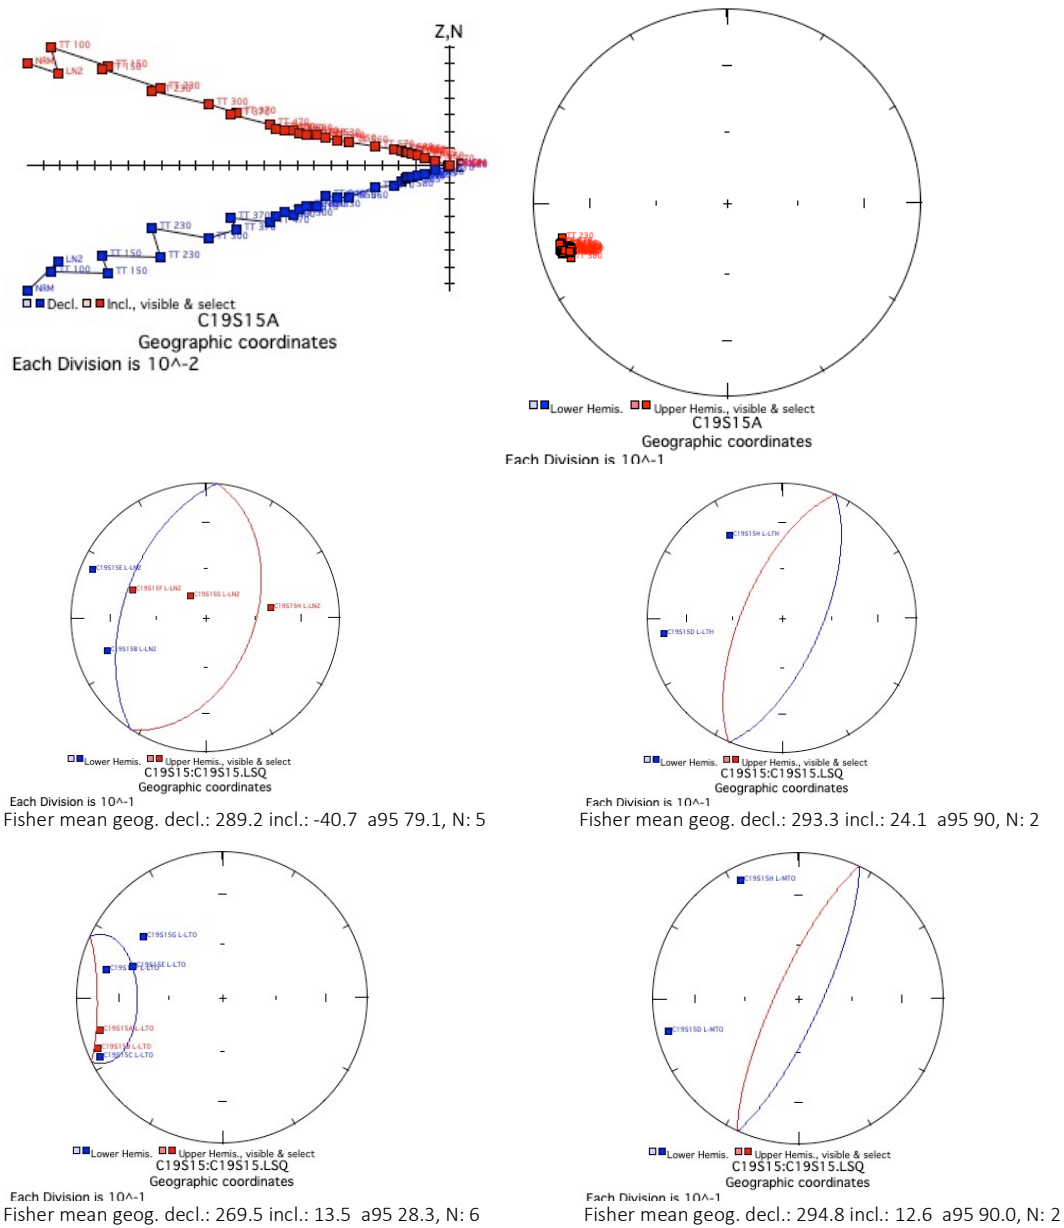 Z,N
TT 100
NRM
LN2
TT 150
TT 150
TT 230
TT 230
TT 300
TT 370
TT 470
TT 370
TT 230
TT 300
TT 470
LN2
TT 150
TT 230
TT 100
TT 150
NRM
Decl. Incl., visible & select
C19S15A
Geographic coordinates
Each Division is 10^-2
TT 230
TT 580
Lower Hemis. Upper Hemis., visible & select
C19S15A
Geographic coordinates
Each Division is 10^-1
C19S15E L-LN2
C19S15F L-LN2
C19S15G L-LN2
C19S15H L-LN2
C19S15B L-LN2
Lower Hemis. Upper Hemis., visible & select
C19S15:C19S15.LSQ
Geographic coordinates
Each Division is 10^-1
Fisher mean geog. decl.: 289.2 incl.: -40.7 a95 79.1, N: 5
C19S15H L-LTH
C19S15D L-LTH
Lower Hemis. Upper Hemis., visible & select
C19S15:C19S15.LSQ
Geographic coordinates
Each Division is 10^-1
Fisher mean geog. decl.: 293.3 incl.: 24.1 a95 90, N: 2
C19S15G L-LTO
C19S15E L-LTO
C19S15A L-LTO
C19S15B L-LTO
C19S15C L-LTO
Lower Hemis. Upper Hemis., visible & select
C19S15:C19S15.LSQ
Geographic coordinates
Each Division is 10^-1
Fisher mean geog. decl.: 269.5 incl.: 13.5 a95 28.3, N: 6
C19S15H L-MTO
C19S15D L-MTO
Lower Hemis. Upper Hemis., visible & select
C19S15:C19S15.LSQ
Geographic coordinates
Each Division is 10^-1
Fisher mean geog. decl.: 294.8 incl.: 12.6 a95 90.0, N: 2